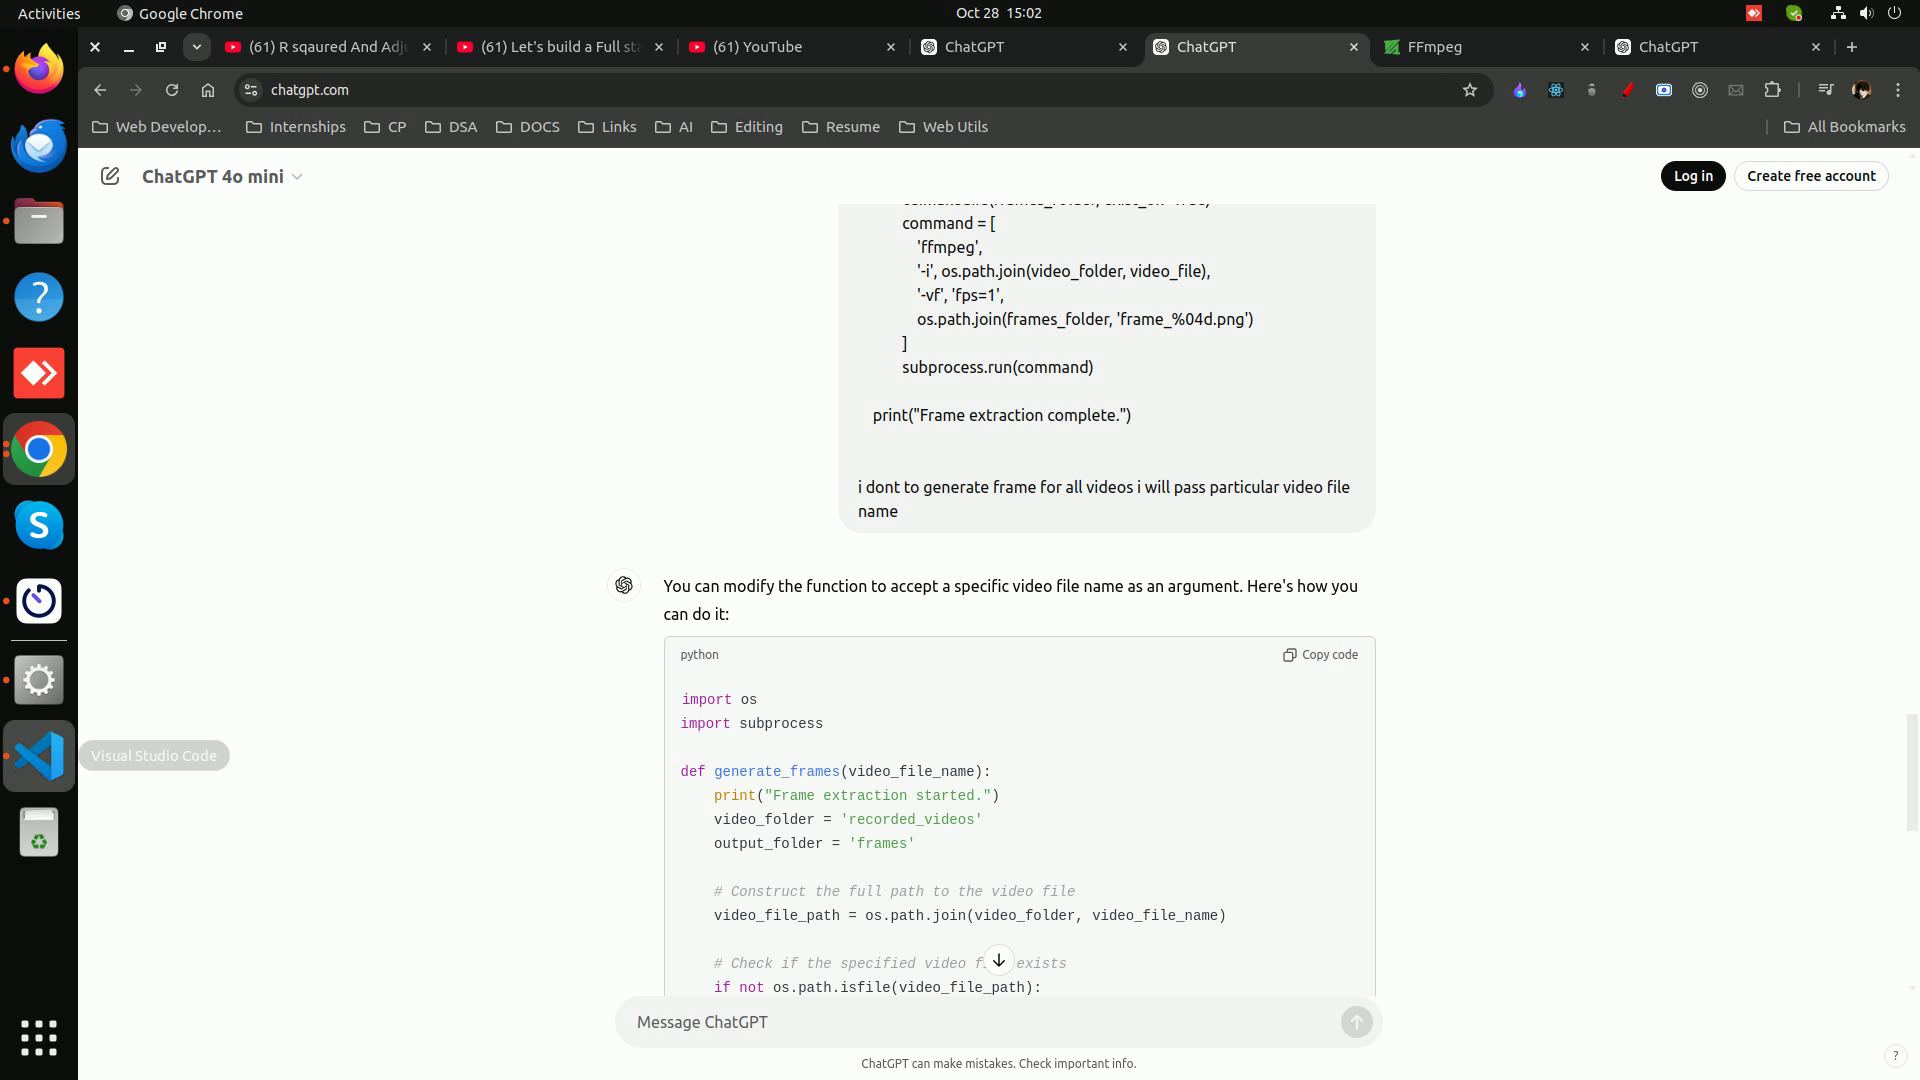 Activities
Google Chrome
Oct 28 15:02
(61) R sqaured And Adju
(61) Let's build a Full sta
(61) YouTube
ChatGPT
ChatGPT
FFmpeg
ChatGPT
chatgpt.com
Web Develop...
Internships
CP
DSA
DOCS
Links
AI
Editing
Resume
Web Utils
All Bookmarks
ChatGPT 4o mini
Log in
Create free account
command = [
'ffmpeg',
'-i', os.path.join(video_folder, video_file),
'-vf', 'fps=1',
os.path.join(frames_folder, 'frame_%04d.png')
]
subprocess.run(command)
print("Frame extraction complete.")
i dont to generate frame for all videos i will pass particular video file
name
You can modify the function to accept a specific video file name as an argument. Here's how you
can do it:
python
Copy code
import os
import subprocess
def generate_frames(video_file_name):
print("Frame extraction started.")
video_folder = 'recorded_videos'
output_folder = 'frames'
# Construct the full path to the video file
video_file_path = os.path.join(video_folder, video_file_name)
# Check if the specified video f exists
if not os.path.isfile(video_file_path):
Visual Studio Code
Message ChatGPT
ChatGPT can make mistakes. Check important info.
?